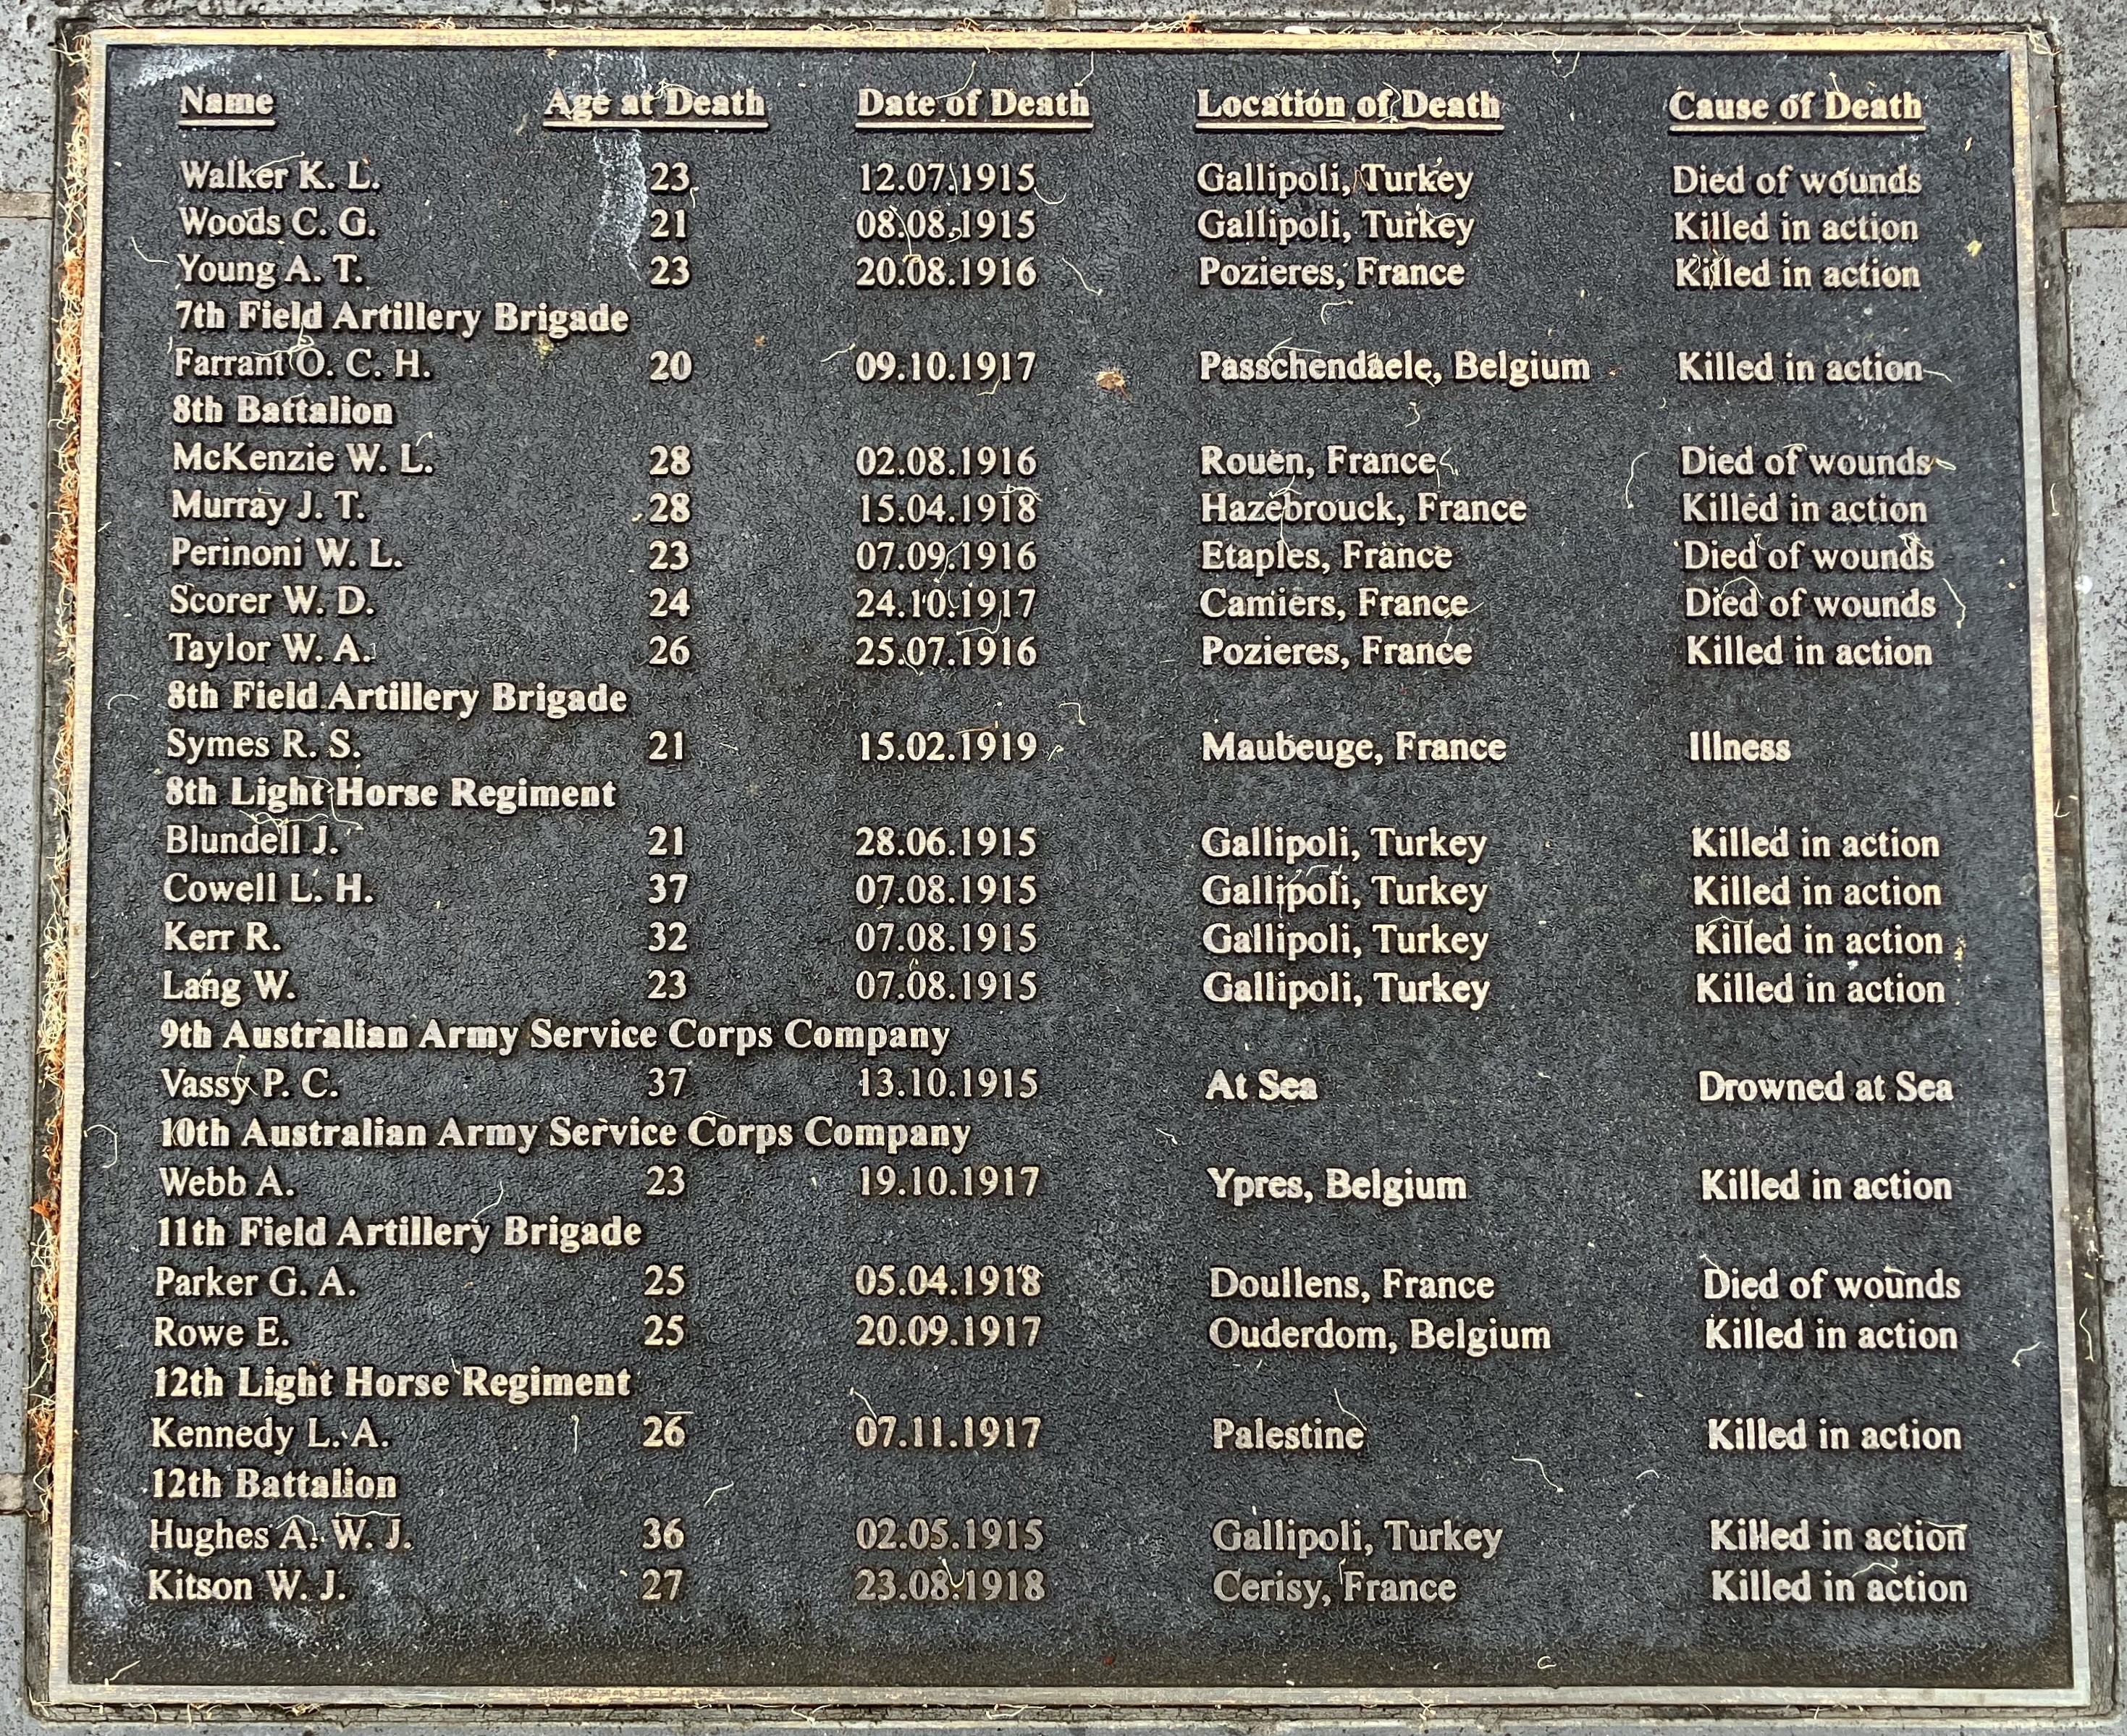 Name Age at Death Date of Death Location of Death Cause of Death
Walker K. L. 23 12.07.1915 Gallipoli, Turkey Died of wounds
Woods C. G. 21 08.08.1915 Gallipoli, Turkey Killed in action
Young A. T. 23 20.08.1916 Pozieres, France Killed in action
7th Field Artillery Brigade
Farrant O. C. H. 20 09.10.1917 Passchendaele, Belgium Killed in action
8th Battalion
McKenzie W. L. 28 02.08.1916 Rouen, France Died of wounds
Murray J. T. 28 15.04.1918 Hazebrouck, France Killed in action
Perinoni W. L. 23 07.09.1916 Etaples, France Died of wounds
Scorer W. D. 24 24.10.1917 Camiers, France Died of wounds
Taylor W. A. 26 25.07.1916 Pozieres, France Killed in action
8th Field Artillery Brigade
Symes R. S. 21 15.02.1919 Maubeuge, France Illness
8th Light Horse Regiment
Blundell J. 21 28.06.1915 Gallipoli, Turkey Killed in action
Cowell L. H. 37 07.08.1915 Gallipoli, Turkey Killed in action
Kerr R. 32 07.08.1915 Gallipoli, Turkey Killed in action
Lang W. 23 07.08.1915 Gallipoli, Turkey Killed in action
9th Australian Army Service Corps Company
Vassy P. C. 37 13.10.1915 At Sea Drowned at Sea
10th Australian Army Service Corps Company
Webb A. 23 19.10.1917 Ypres, Belgium Killed in action
11th Field Artillery Brigade
Parker G. A. 25 05.04.1918 Doullens, France Died of wounds
Rowe E. 25 20.09.1917 Ouderdom, Belgium Killed in action
12th Light Horse Regiment
Kennedy L. A. 26 07.11.1917 Palestine Killed in action
12th Battalion
Hughes A. W. J. 36 02.05.1915 Gallipoli, Turkey Killed in action
Kitson W. J. 27 23.08.1918 Cerisy, France Killed in action